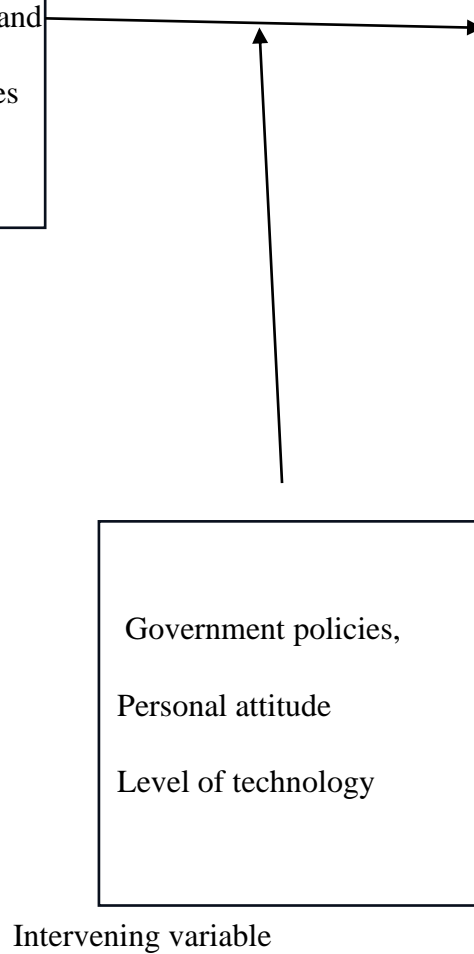 and
es
Government policies,
Personal attitude
Level of technology
Intervening variable